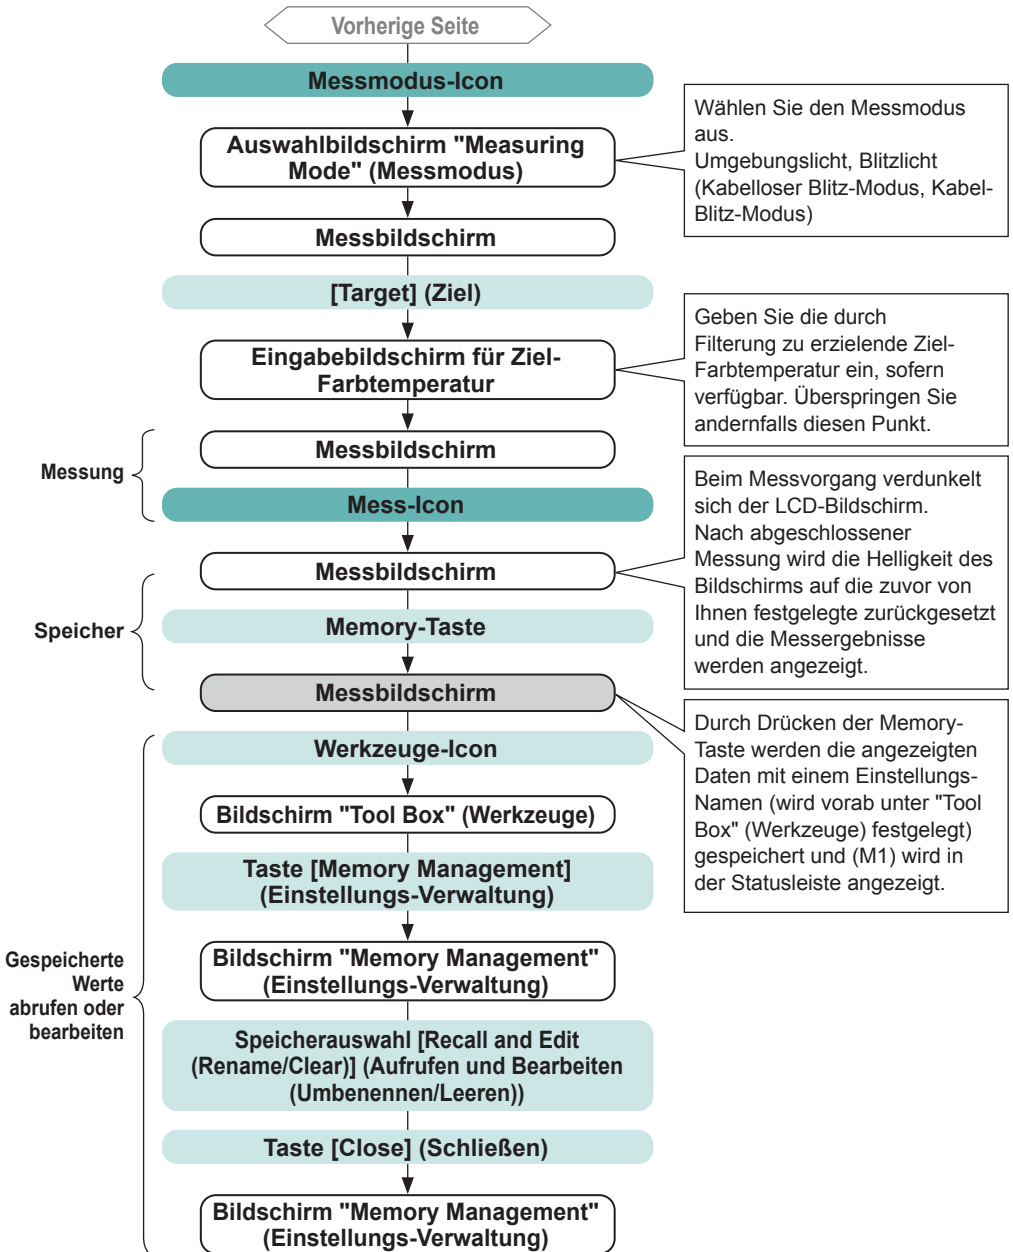 Vorherige Seite
Messmodus-Icon
Auswahlbildschirm "Measuring
Mode" (Messmodus)
Wählen Sie den Messmodus
aus.
Umgebungslicht, Blitzlicht
(Kabelloser Blitz-Modus, Kabel-
Blitz-Modus)
Messbildschirm
[Target] (Ziel)
Eingabebildschirm für Ziel-
Farbtemperatur
Geben Sie die durch
Filterung zu erzielende Ziel-
Farbtemperatur ein, sofern
verfügbar. Überspringen Sie
andernfalls diesen Punkt.
Messung
Messbildschirm
Mess-Icon
Speicher
Messbildschirm
Beim Messvorgang verdunkelt
sich der LCD-Bildschirm.
Nach abgeschlossener
Messung wird die Helligkeit des
Bildschirms auf die zuvor von
Ihnen festgelegte zurückgesetzt
und die Messergebnisse
werden angezeigt.
Memory-Taste
Messbildschirm
Durch Drücken der Memory-
Taste werden die angezeigten
Daten mit einem Einstellungs-
Namen (wird vorab unter "Tool
Box" (Werkzeuge) festgelegt)
gespeichert und (M1) wird in
der Statusleiste angezeigt.
Gespeicherte
Werte
abrufen oder
bearbeiten
Werkzeuge-Icon
Bildschirm "Tool Box" (Werkzeuge)
Taste [Memory Management]
(Einstellungs-Verwaltung)
Bildschirm "Memory Management"
(Einstellungs-Verwaltung)
Speicherauswahl [Recall and Edit
(Rename/Clear)] (Aufrufen und Bearbeiten
(Umbenennen/Leeren))
Taste [Close] (Schließen)
Bildschirm "Memory Management"
(Einstellungs-Verwaltung)